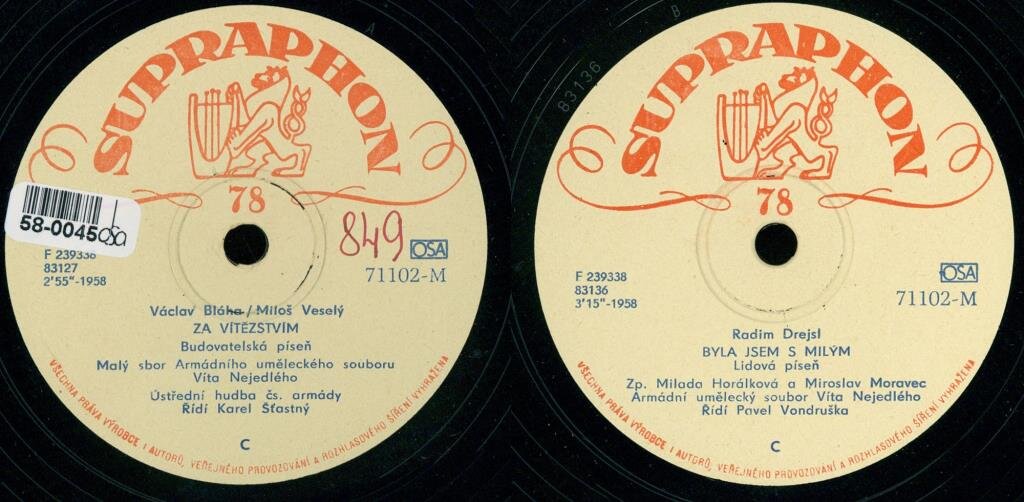 A
SUPRAPHON
78
58-0045
849
OSA
F 239338
83127
2'55"-1958
71102-M
Václav Bláha/Miloš Veselý
ZA VÍTĚZSTVÍM
Budovatelská píseň
Malý sbor Armádního uměleckého souboru
Víta Nejedlého
Ústřední hudba čs. armády
Řídí Karel Šťastný
C
VŠECHNA PRÁVA VÝROBCE I AUTORŮ, VEŘEJNÉHO PROVOZOVÁNÍ A ROZHLASOVÉHO ŠÍŘENÍ VYHRAŽENA
B
83136
SUPRAPHON
78
OSA
F 239338
83136
3'15"-1958
71102-M
Radim Drejsl
BYLA JSEM S MILÝM
Lidová píseň
Zp. Milada Horálková a Miroslav Moravec
Armádní umělecký soubor Víta Nejedlého
Řídí Pavel Vondruška
C
VŠECHNA PRÁVA VÝROBCE I AUTORŮ, VEŘEJNÉHO PROVOZOVÁNÍ A ROZHLASOVÉHO ŠÍŘENÍ VYHRAŽENA